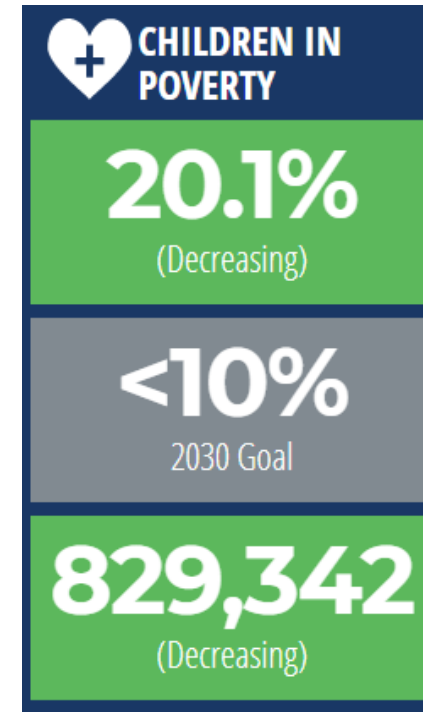 CHILDREN IN
POVERTY
20.1%
(Decreasing)
<10%
2030 Goal
829,342
(Decreasing)